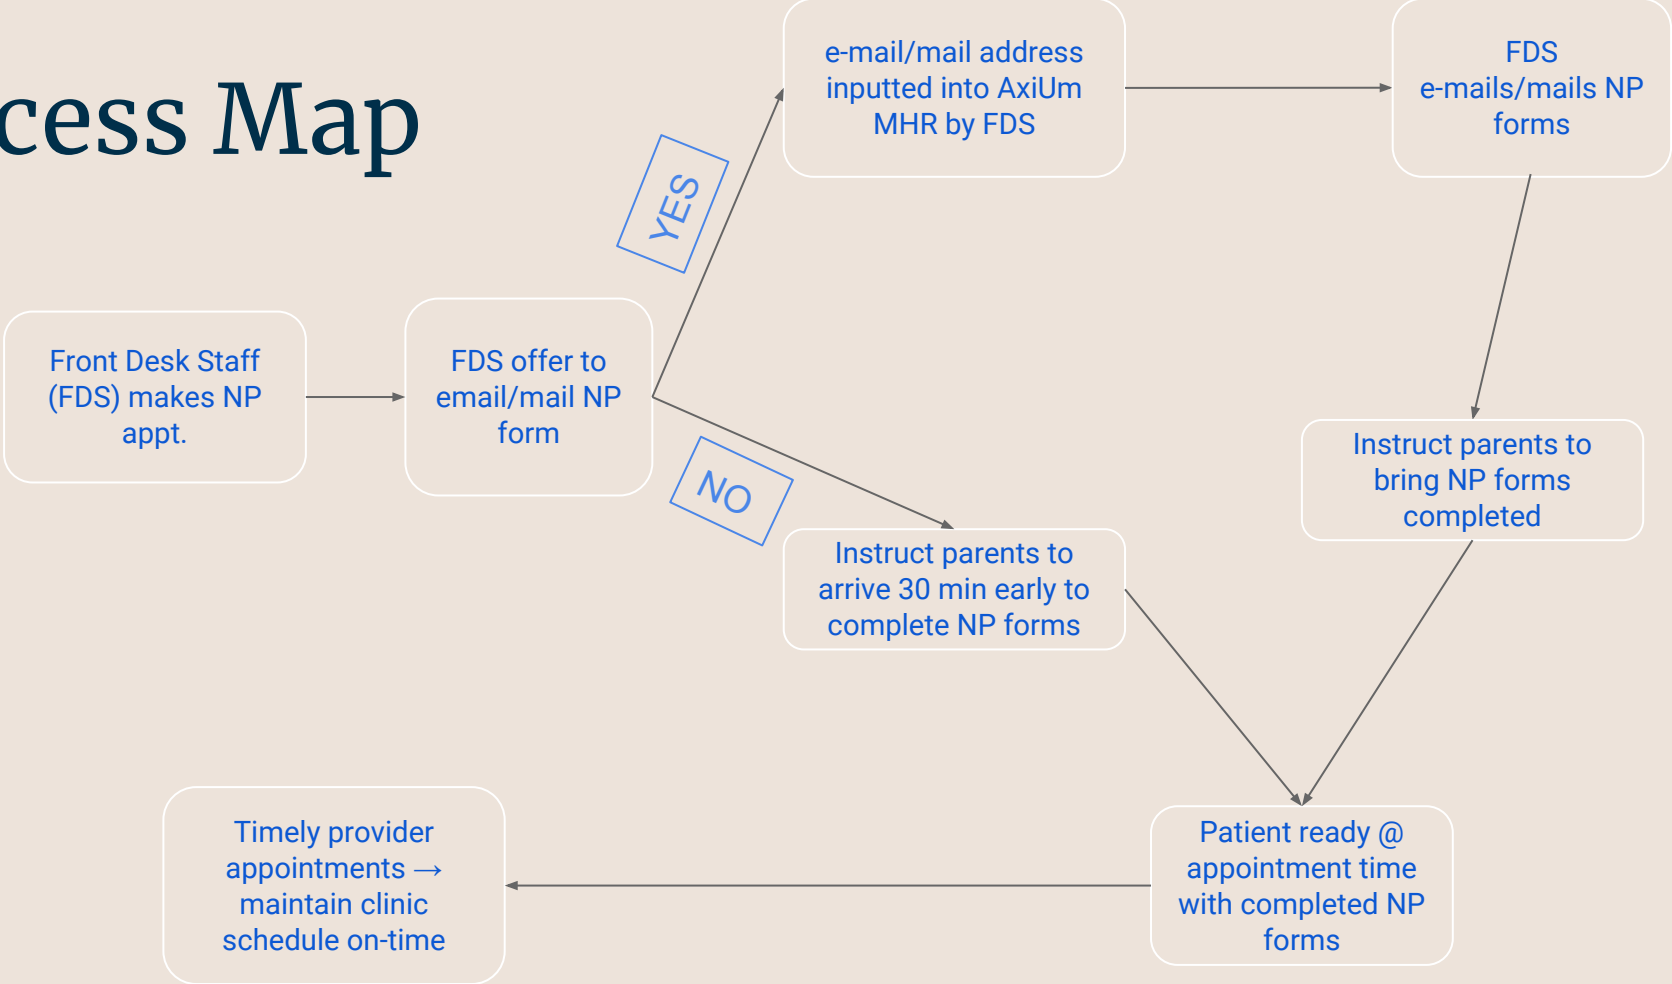 cess Map
e-mail/mail address
inputted into AxiUm
MHR by FDS
FDS
e-mails/mails NP
forms
YES
Front Desk Staff
(FDS) makes NP
appt.
FDS offer to
email/mail NP
form
NO
Instruct parents to
bring NP forms
completed
Instruct parents to
arrive 30 min early to
complete NP forms
Timely provider
appointments →
maintain clinic
schedule on-time
Patient ready @
appointment time
with completed NP
forms